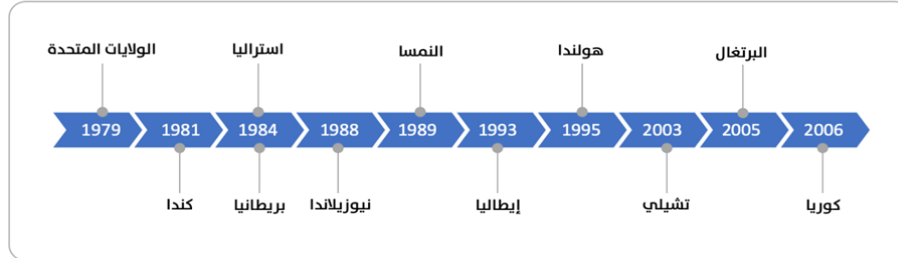 الولايات المتحدة استراليا النمسا هولندا البرتغال
1979 1981 1984 1988 1989 1993 1995 2003 2005 2006
كندا بريطانيا نيوزيلاندا إيطاليا تشيلي كوريا